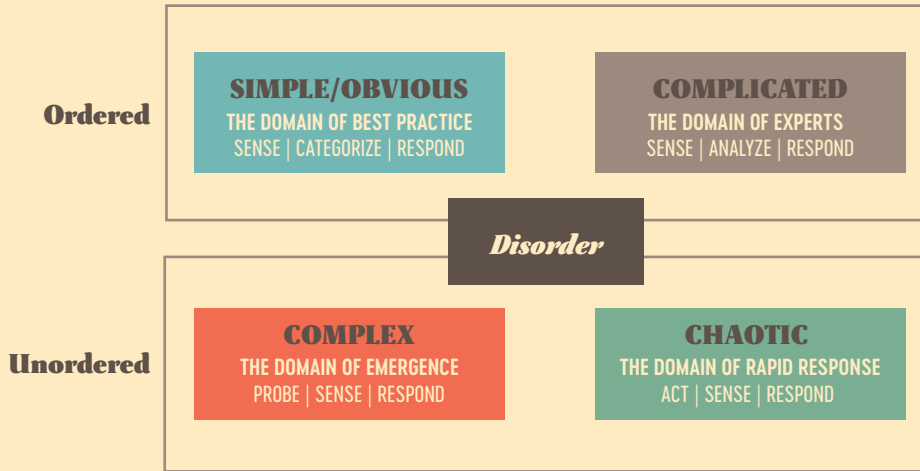 Ordered
SIMPLE/OBVIOUS
THE DOMAIN OF BEST PRACTICE
SENSE | CATEGORIZE | RESPOND
COMPLICATED
THE DOMAIN OF EXPERTS
SENSE | ANALYZE | RESPOND
Disorder
Unordered
COMPLEX
THE DOMAIN OF EMERGENCE
PROBE | SENSE | RESPOND
CHAOTIC
THE DOMAIN OF RAPID RESPONSE
ACT | SENSE | RESPOND